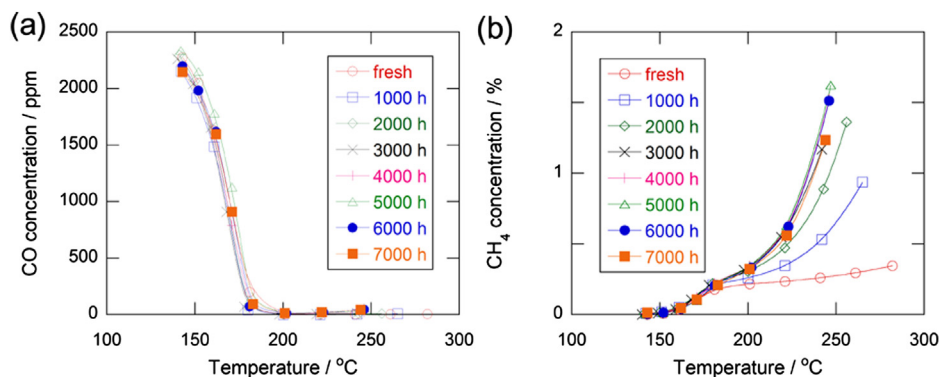 (a)
CO concentration / ppm
2500
2000
1500
1000
500
0
100 150 200 250 300
Temperature / °C
fresh
1000 h
2000 h
3000 h
4000 h
5000 h
6000 h
7000 h
(b)
CH₄ concentration / %
2
1
0
100 150 200 250 300
Temperature / °C
fresh
1000 h
2000 h
3000 h
4000 h
5000 h
6000 h
7000 h